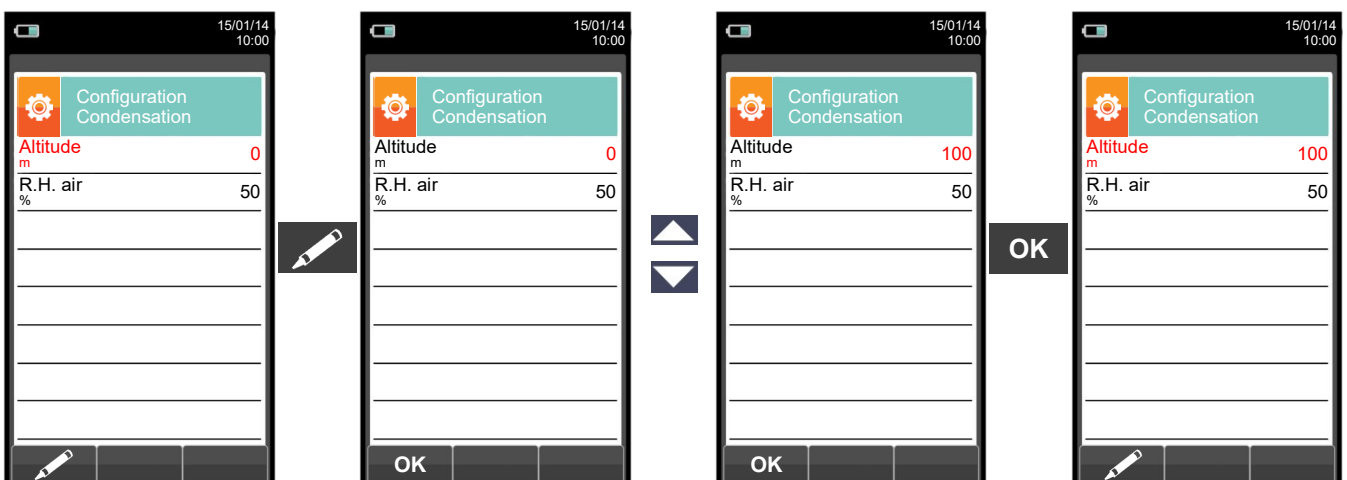 15/01/14
10:00
Configuration
Condensation
Altitude
m
0
R.H. air
%
50
15/01/14
10:00
Configuration
Condensation
Altitude
m
0
R.H. air
%
50
OK
15/01/14
10:00
Configuration
Condensation
Altitude
m
100
R.H. air
%
50
OK
OK
15/01/14
10:00
Configuration
Condensation
Altitude
m
100
R.H. air
%
50